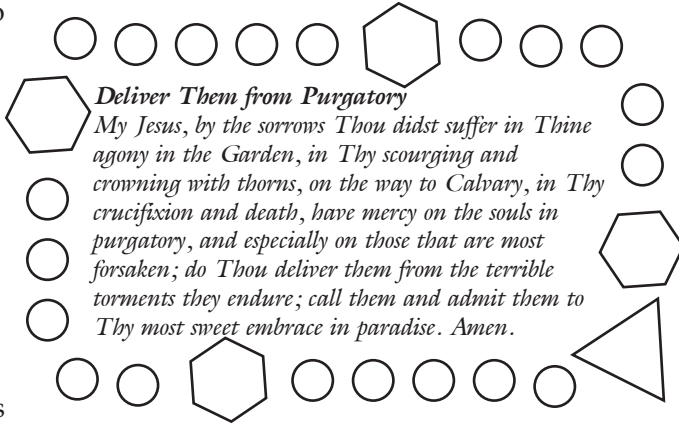 Deliver Them from Purgatory
My Jesus, by the sorrows Thou didst suffer in Thine
agony in the Garden, in Thy scourging and
crowning with thorns, on the way to Calvary, in Thy
crucifixion and death, have mercy on the souls in
purgatory, and especially on those that are most
forsaken; do Thou deliver them from the terrible
torments they endure; call them and admit them to
Thy most sweet embrace in paradise. Amen.